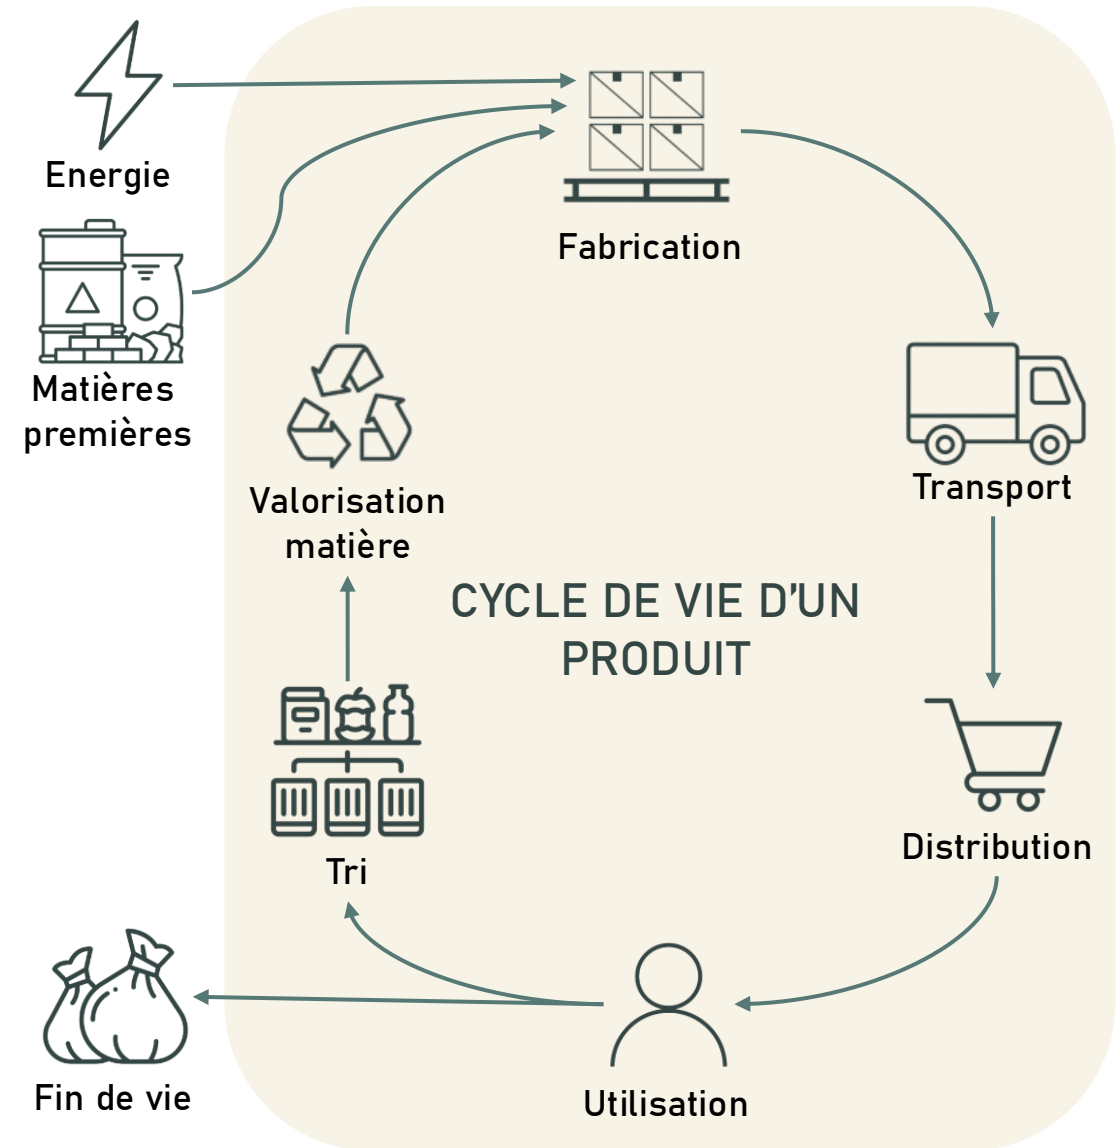 Energie
Fabrication
Matières
premières
Transport
Valorisation
matière
CYCLE DE VIE D'UN
PRODUIT
Distribution
Tri
Fin de vie
Utilisation